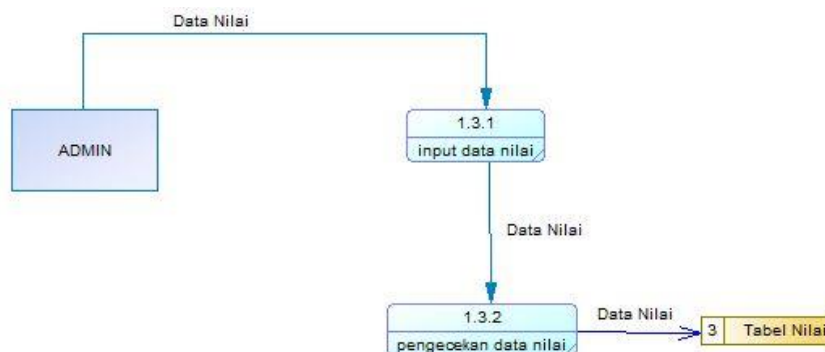 Data Nilai
ADMIN
1.3.1
input data nilai
Data Nilai
1.3.2
pengecekan data nilai
Data Nilai
3 Tabel Nilai